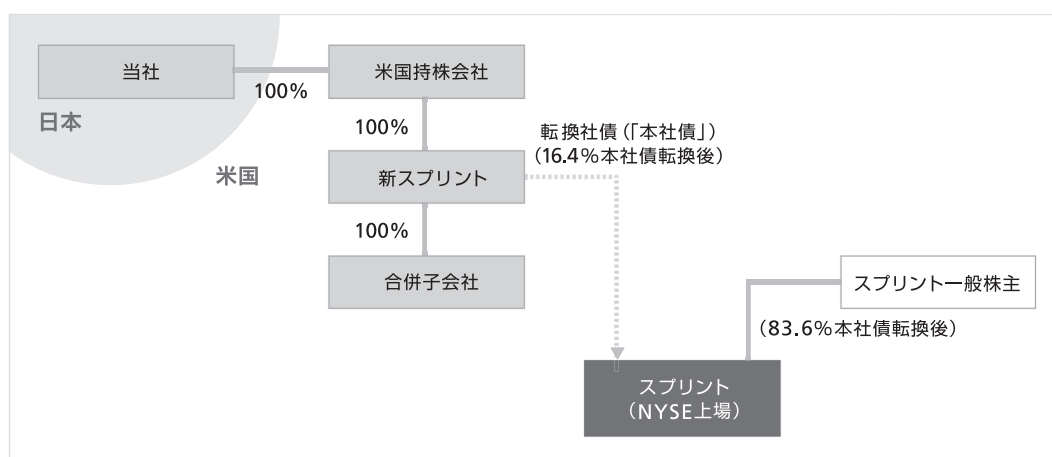 当社
100%
米国持株会社
日本
100%
転換社債（「本社債」）
（16.4％本社債転換後）
米国
新スプリント
100%
合併子会社
スプリント一般株主
（83.6％本社債転換後）
スプリント
（NYSE上場）